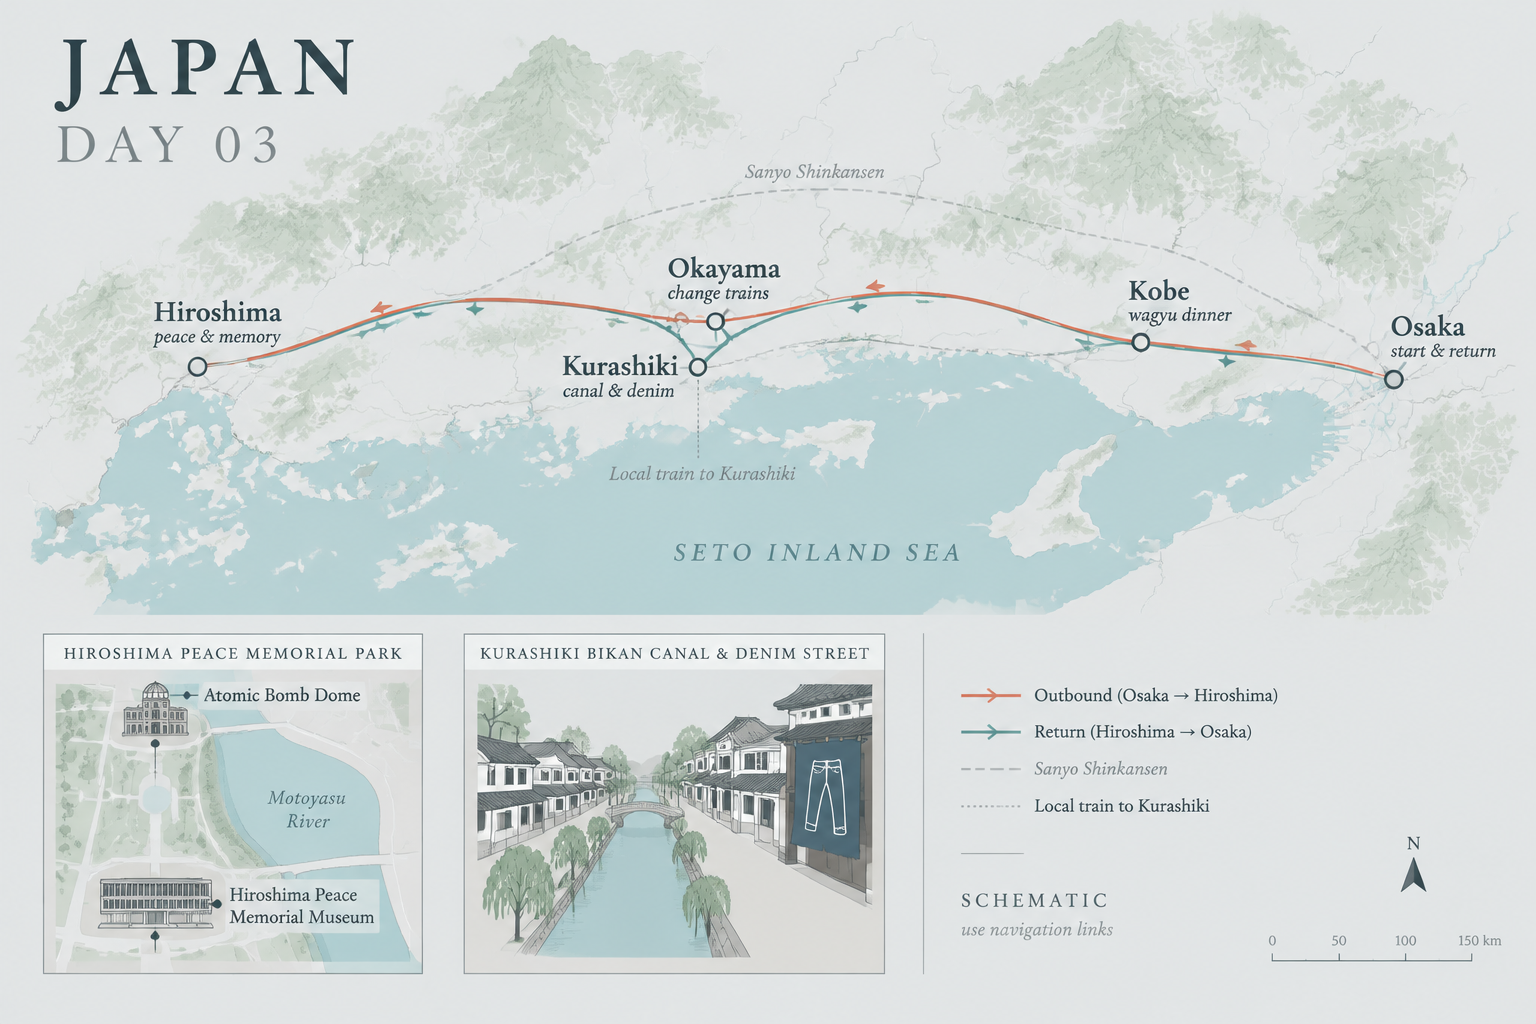 JAPAN
DAY 03
Sanyo Shinkansen
Okayama
change trains
Kobe
wagyu dinner
Hiroshima
peace & memory
Osaka
start & return
Kurashiki
canal & denim
Local train to Kurashiki
SETO INLAND SEA
HIROSHIMA PEACE MEMORIAL PARK
Atomic Bomb Dome
Motoyasu
River
Hiroshima Peace
Memorial Museum
KURASHIKI BIKAN CANAL & DENIM STREET
Outbound (Osaka → Hiroshima)
Return (Hiroshima → Osaka)
Sanyo Shinkansen
Local train to Kurashiki
SCHEMATIC
use navigation links
N
0 50 100 150 km